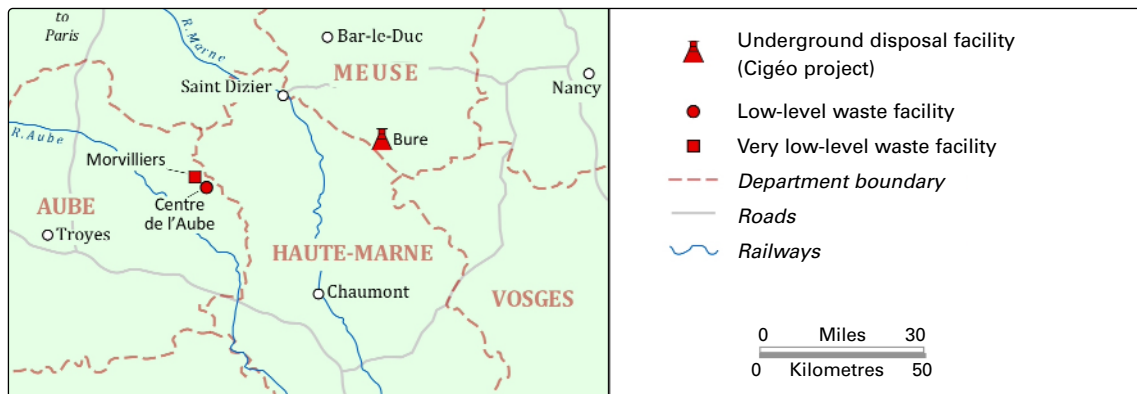 to
Paris
R.Marne
Bar-le-Duc
MEUSE
Saint Dizier
Nancy
R.Aube
Bure
Morvilliers
Centre
de l'Aube
AUBE
Troyes
HAUTE-MARNE
Chaumont
VOSGES
Underground disposal facility
(Cigéo project)
Low-level waste facility
Very low-level waste facility
Department boundary
Roads
Railways
0 Miles 30
0 Kilometres 50